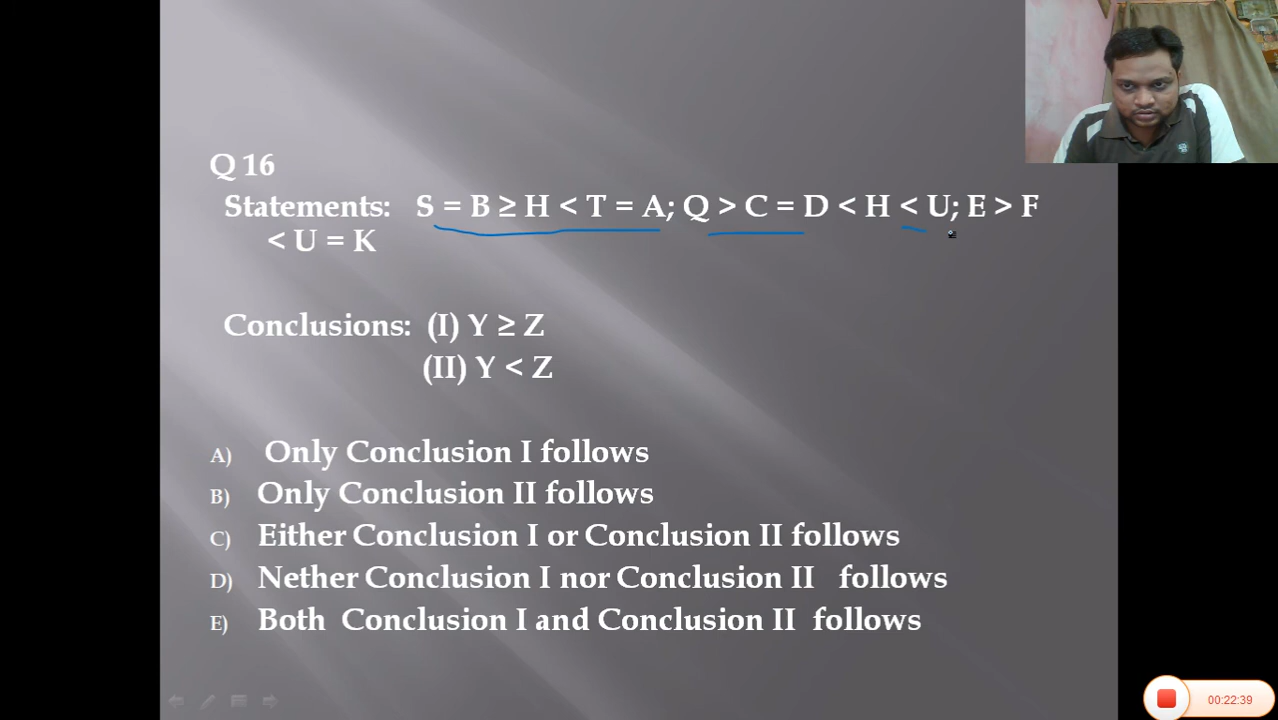 Q 16
Statements: S = B ≥ H < T = A; Q > C = D < H < U; E > F
< U = K
Conclusions: (I) Y ≥ Z
(II) Y < Z
A) Only Conclusion I follows
B) Only Conclusion II follows
C) Either Conclusion I or Conclusion II follows
D) Nether Conclusion I nor Conclusion II follows
E) Both Conclusion I and Conclusion II follows
00:22:39